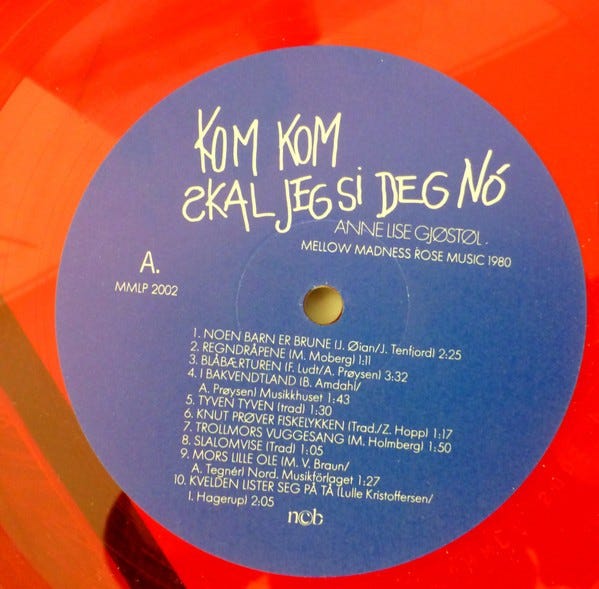 KOM KOM
SKAL JEG SI DEG NÓ
ANNE LISE GJØSTØL.
MELLOW MADNESS ROSE MUSIC 1980
A.
MMLP 2002
1. NOEN BARN ER BRUNE (J. Øian/J. Tenfjord) 2:25
2. REGNDRÅPENE (M. Moberg) 1:11
3. BLÅBÆRTUREN (F. Ludt/A. Prøysen) 3:32
4. I BAKVENDTLAND (B. Amdahl/
A. Prøysen) Musikkhuset 1:43
5. TYVEN TYVEN (trad) 1:30
6. KNUT PRØVER FISKELYKKEN (Trad./Z. Hopp) 1:17
7. TROLLMORS VUGGESANG (M. Holmberg) 1:50
8. SLALOMVISE (Trad) 1:05
9. MORS LILLE OLE (M. V. Braun/
A. Tegnér) Nord. Musikförlaget 1:27
10. KVELDEN LISTER SEG PÅ TÅ (Lulle Kristoffersen/
I. Hagerup) 2:05
ncb